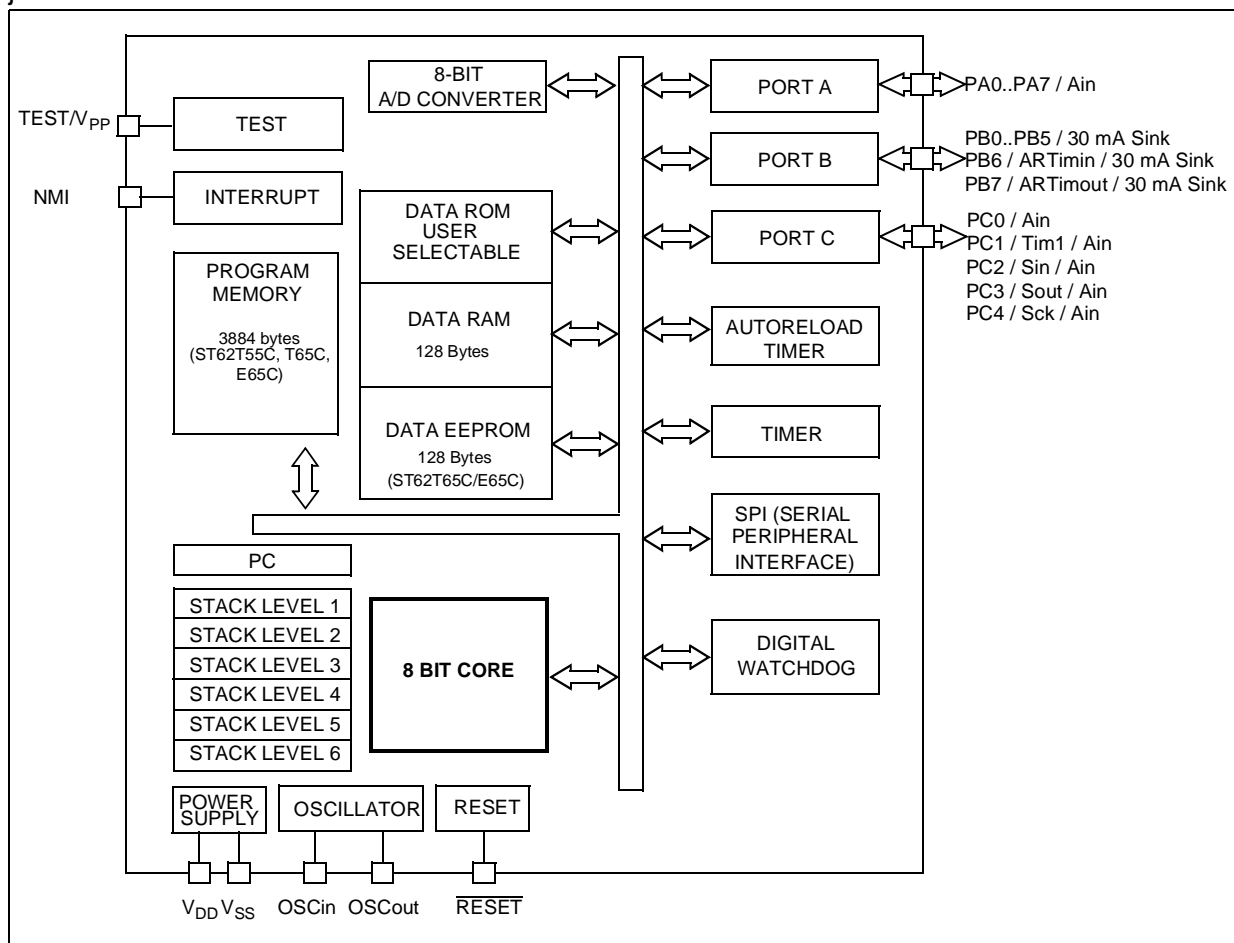 8-BIT
A/D CONVERTER
PORT A
PA0..PA7 / Ain
TEST/VPP
TEST
PORT B
PB0..PB5 / 30 mA Sink
PB6 / ARTimin / 30 mA Sink
PB7 / ARTimout / 30 mA Sink
NMI
INTERRUPT
DATA ROM
USER
SELECTABLE
PORT C
PC0 / Ain
PC1 / Tim1 / Ain
PC2 / Sin / Ain
PC3 / Sout / Ain
PC4 / Sck / Ain
PROGRAM
MEMORY
3884 bytes
(ST62T55C, T65C,
E65C)
DATA RAM
128 Bytes
AUTORELOAD
TIMER
DATA EEPROM
128 Bytes
(ST62T65C/E65C)
TIMER
SPI (SERIAL
PERIPHERAL
INTERFACE)
PC
STACK LEVEL 1
STACK LEVEL 2
STACK LEVEL 3
STACK LEVEL 4
STACK LEVEL 5
STACK LEVEL 6
8 BIT CORE
DIGITAL
WATCHDOG
POWER
SUPPLY
OSCILLATOR
RESET
VDD VSS
OSCin OSCout
RESET